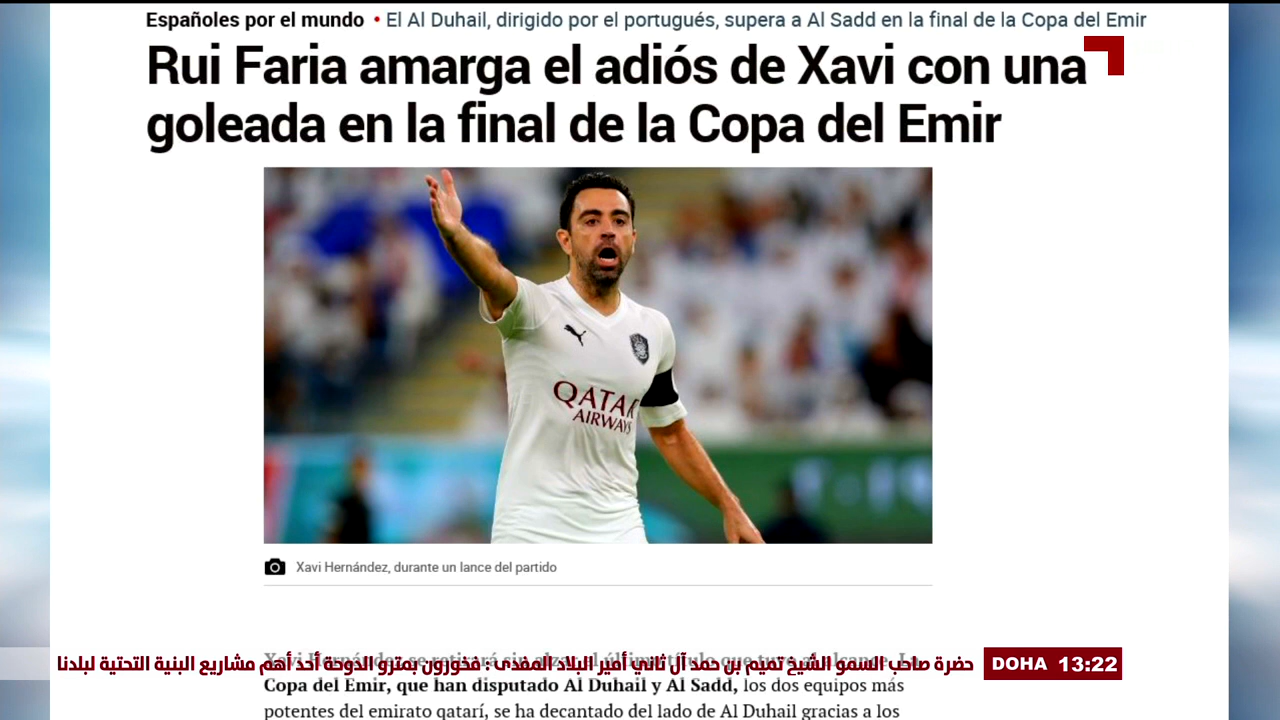 Españoles por el mundo • El Al Duhail, dirigido por el portugués, supera a Al Sadd en la final de la Copa del Emir
Rui Faria amarga el adiós de Xavi con una
goleada en la final de la Copa del Emir
QATAR
AIRWAYS
Xavi Hernández, durante un lance del partido
حضرة صاحب السمو الشيخ تميم بن حمد آل ثاني أمير البلاد المفدى : فخورون بمترو الدوحة أحد أهم مشاريع البنية التحتية لبلدنا
DOHA 13:22
Copa del Emir, que han disputado Al Duhail y Al Sadd, los dos equipos más
potentes del emirato qatarí, se ha decantado del lado de Al Duhail gracias a los